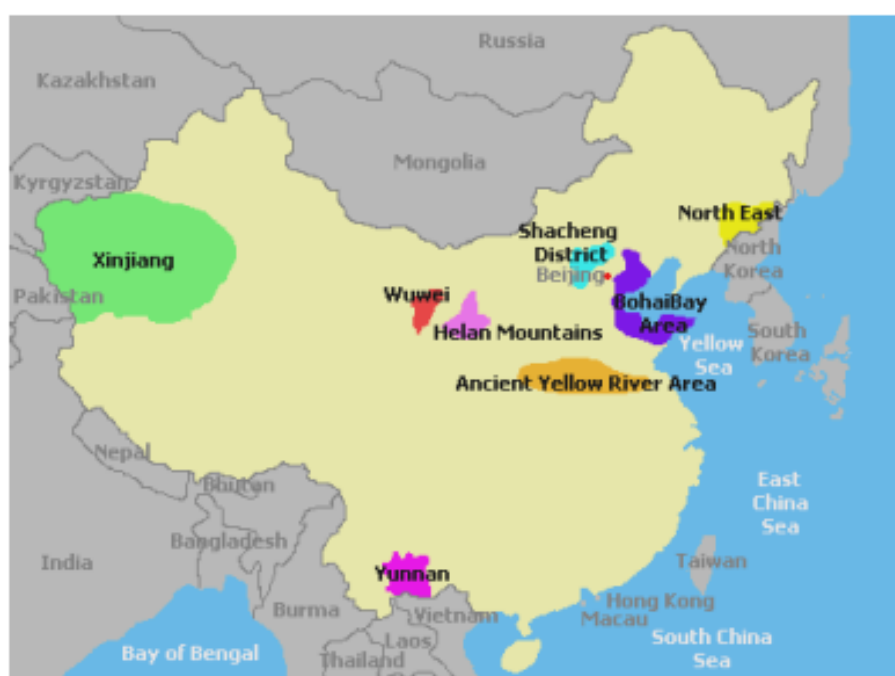 Russia
Kazakhstan
Mongolia
Kyrgyzstan
North East
Shacheng
District
North
Korea
Xinjiang
Beijing
Pakistan
Wuwei
BohaiBay
Area
Helan Mountains
South
Korea
Yellow
Sea
Ancient Yellow River Area
Nepal
Bhutan
East
China
Sea
Bangladesh
India
Taiwan
Yunnan
Burma
Vietnam
Hong Kong
Macau
Laos
Bay of Bengal
Thailand
South China
Sea